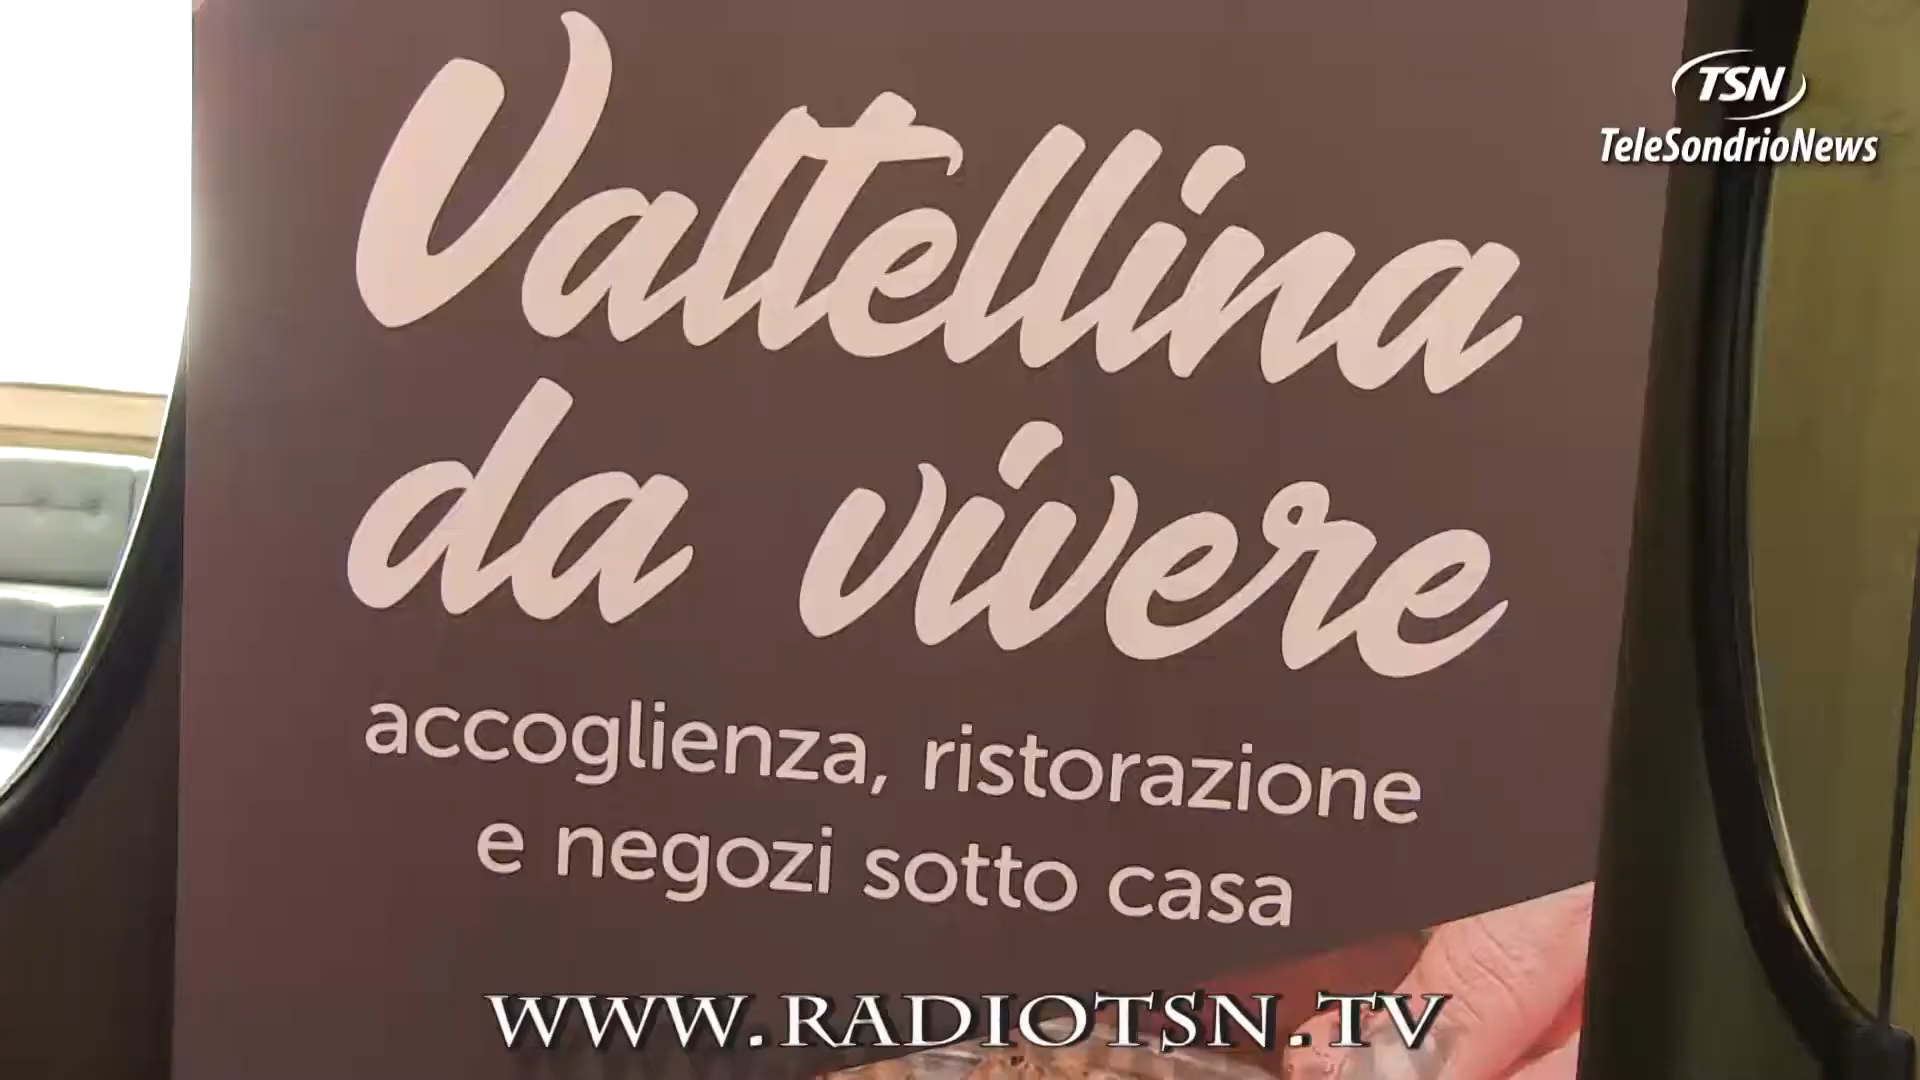 TSN
TeleSondrioNews
Valtellina
da vivere
accoglienza, ristorazione
e negozi sotto casa
WWW.RADIOTSN.TV